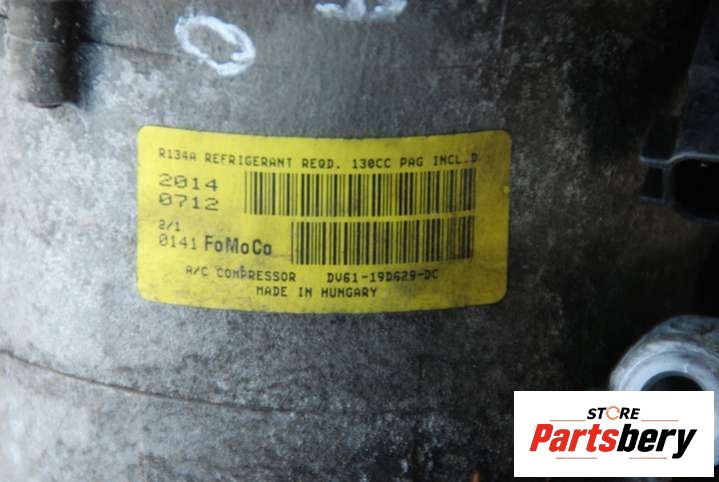 R134A REFRIGERANT REQD. 130CC PAG INCL.D
2014
0712
2/1
0141 FoMoCo
A/C COMPRESSOR DV61-19D629-DC
MADE IN HUNGARY
STORE
Partsbery